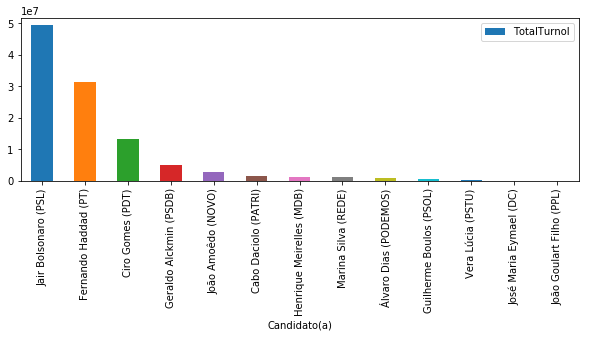 1e7
5
4
3
2
1
0
TotalTurnoI
Jair Bolsonaro (PSL)
Fernando Haddad (PT)
Ciro Gomes (PDT)
Geraldo Alckmin (PSDB)
João Amoêdo (NOVO)
Cabo Daciolo (PATRI)
Henrique Meirelles (MDB)
Marina Silva (REDE)
Álvaro Dias (PODEMOS)
Guilherme Boulos (PSOL)
Vera Lúcia (PSTU)
José Maria Eymael (DC)
João Goulart Filho (PPL)
Candidato(a)